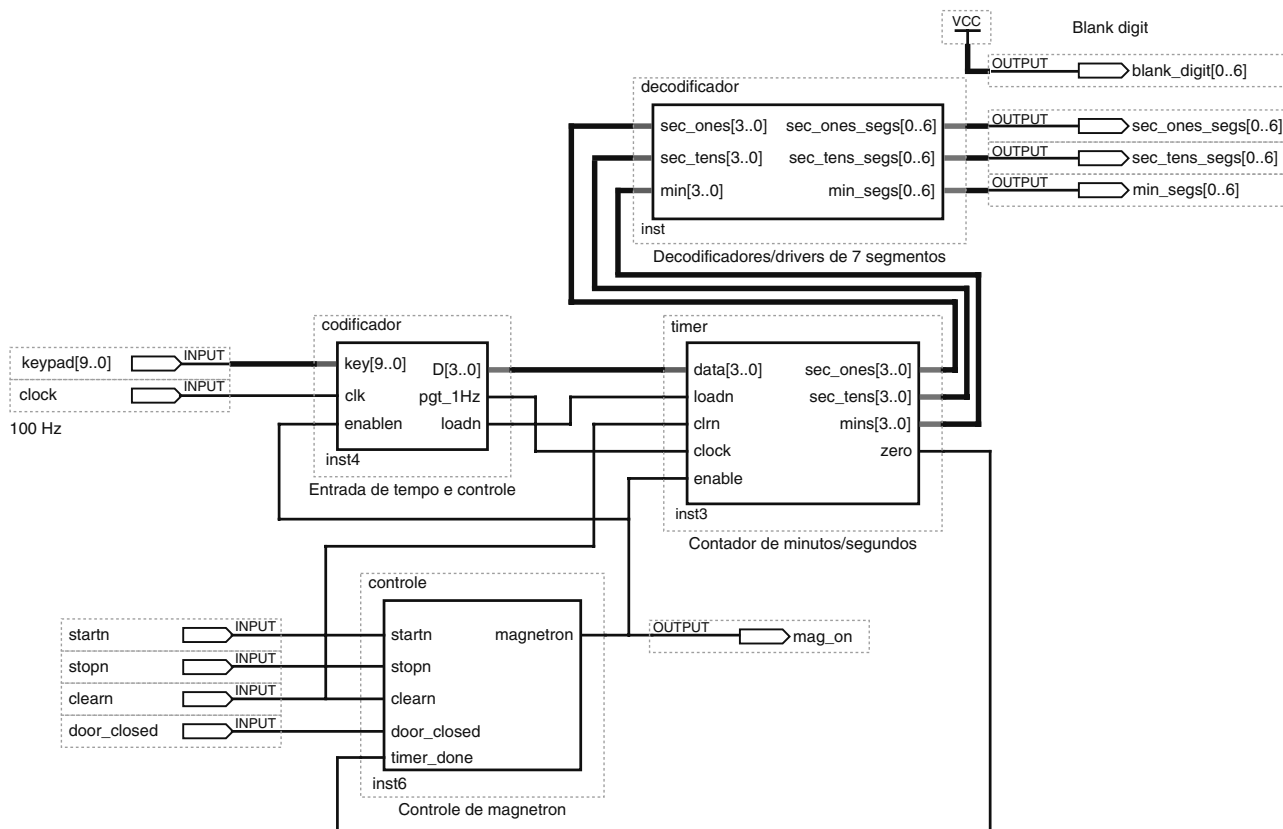 VCC
Blank digit
OUTPUT
blank_digit[0..6]
decodificador
sec_ones[3..0]
sec_ones_segs[0..6]
OUTPUT
sec_ones_segs[0..6]
sec_tens[3..0]
sec_tens_segs[0..6]
OUTPUT
sec_tens_segs[0..6]
min[3..0]
min_segs[0..6]
OUTPUT
min_segs[0..6]
inst
Decodificadores/drivers de 7 segmentos
codificador
keypad[9..0]
INPUT
key[9..0]
D[3..0]
clock
INPUT
clk
pgt_1Hz
100 Hz
enablen
loadn
inst4
Entrada de tempo e controle
timer
data[3..0]
sec_ones[3..0]
loadn
sec_tens[3..0]
clrn
mins[3..0]
clock
zero
enable
inst3
Contador de minutos/segundos
controle
startn
INPUT
startn
magnetron
OUTPUT
mag_on
stopn
INPUT
stopn
clearn
INPUT
clearn
door_closed
INPUT
door_closed
timer_done
inst6
Controle de magnetron